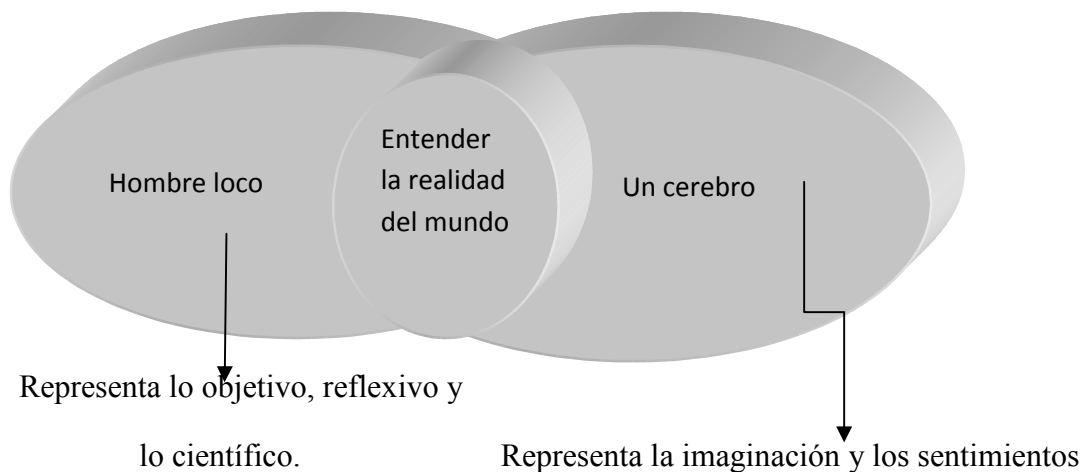 Hombre loco
Entender
la realidad
del mundo
Un cerebro
Representa lo objetivo, reflexivo y
lo científico.
Representa la imaginación y los sentimientos